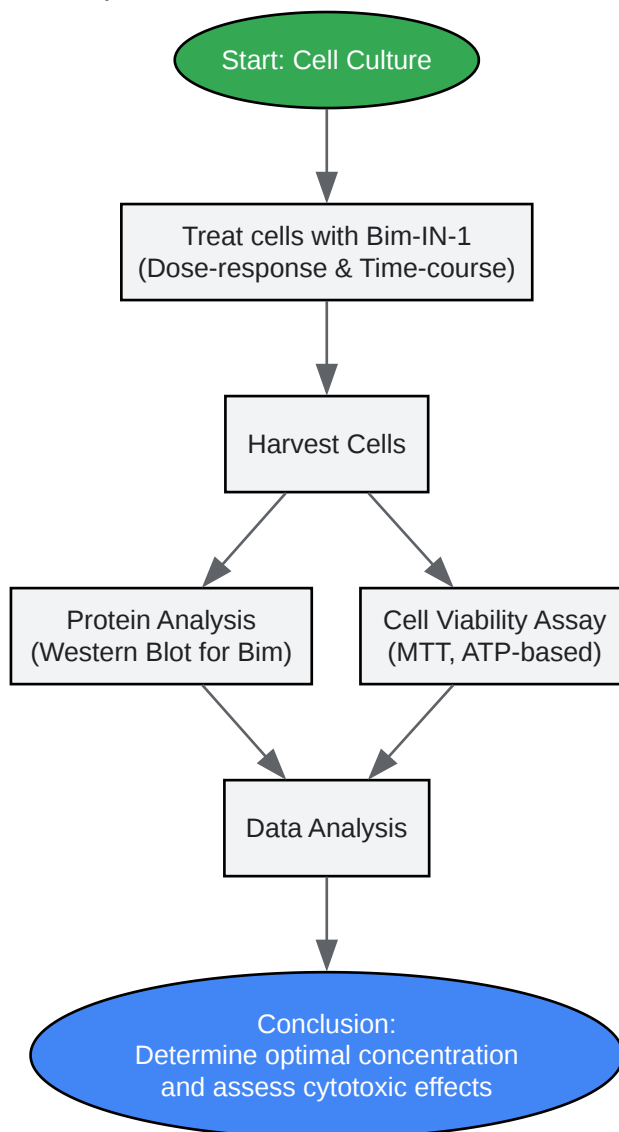 Start: Cell Culture
Treat cells with Bim-IN-1
(Dose-response & Time-course)
Harvest Cells
Protein Analysis
(Western Blot for Bim)
Cell Viability Assay
(MTT, ATP-based)
Data Analysis
Conclusion:
Determine optimal concentration
and assess cytotoxic effects